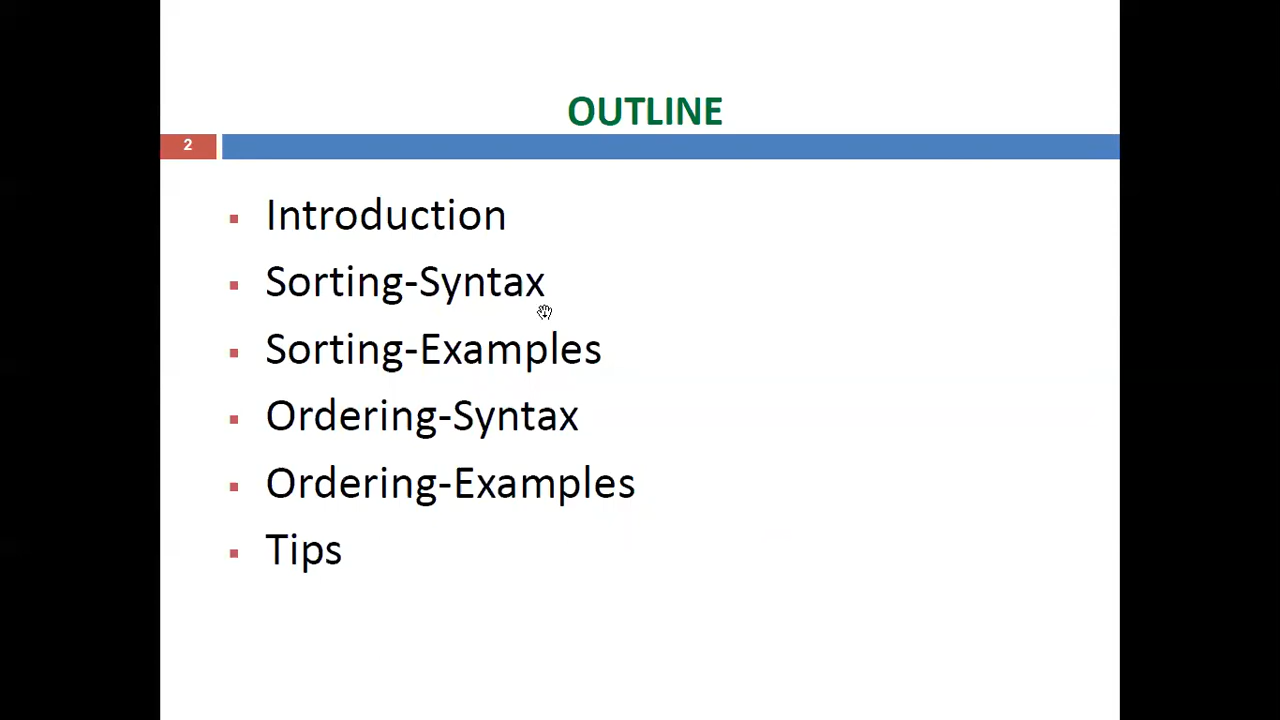 OUTLINE
2
Introduction
Sorting-Syntax
Sorting-Examples
Ordering-Syntax
Ordering-Examples
Tips